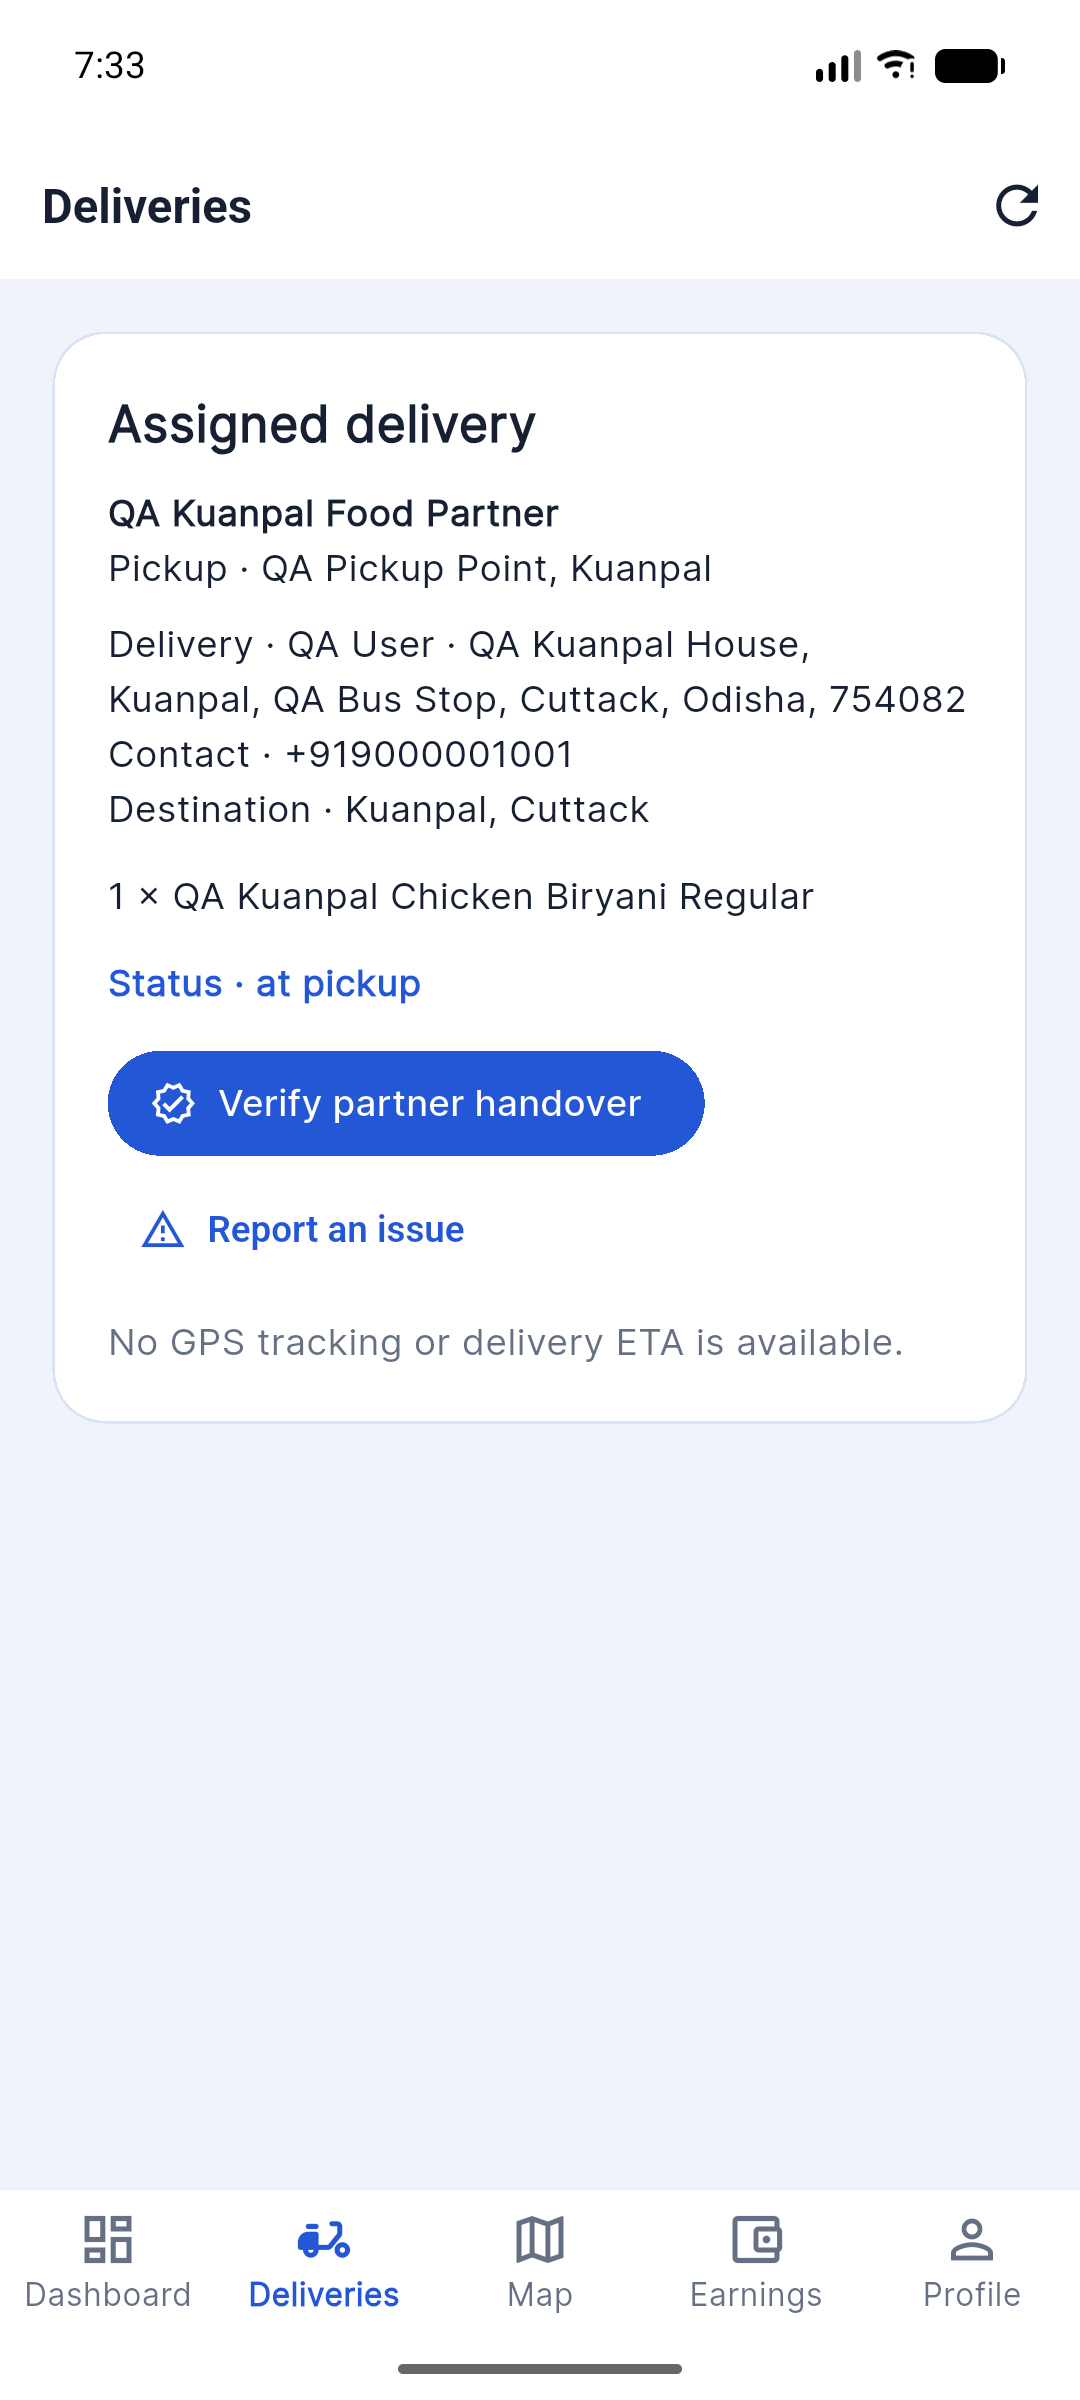 7:33
Deliveries
Assigned delivery
QA Kuanpal Food Partner
Pickup · QA Pickup Point, Kuanpal
Delivery · QA User · QA Kuanpal House,
Kuanpal, QA Bus Stop, Cuttack, Odisha, 754082
Contact · +919000001001
Destination · Kuanpal, Cuttack
1 × QA Kuanpal Chicken Biryani Regular
Status · at pickup
Verify partner handover
Report an issue
No GPS tracking or delivery ETA is available.
Dashboard
Deliveries
Map
Earnings
Profile